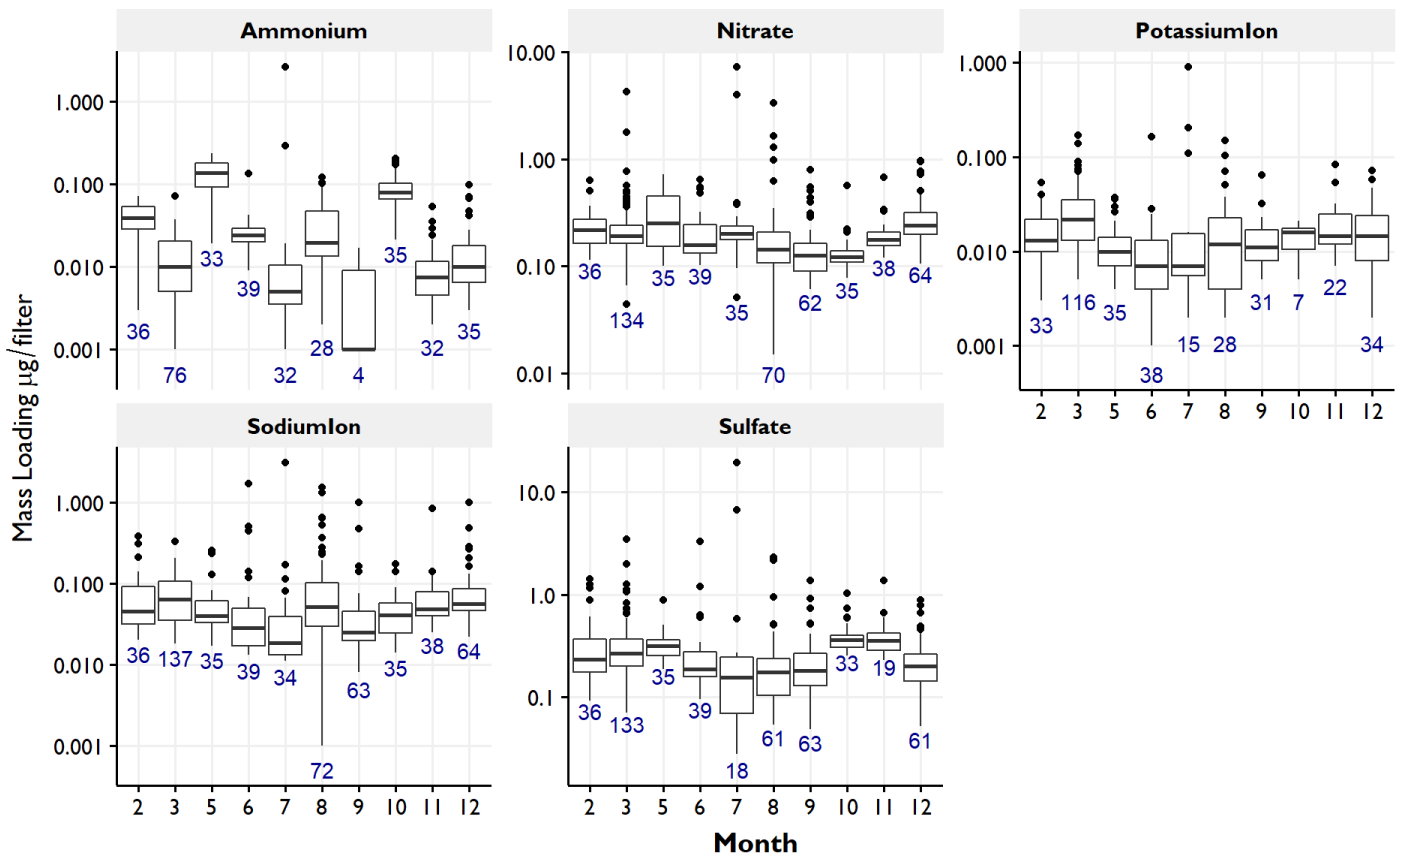 Ammonium
Nitrate
PotassiumIon
10.00
1.000
1.000
1.00
0.100
0.100
0.10
0.010
0.010
0.01
0.001
0.001
36 76 33 39 32 28 4 35 32 35
36 134 35 39 35 70 62 35 38 64
33 116 35 38 15 28 31 7 22 34
2 3 5 6 7 8 9 10 11 12
SodiumIon
Sulfate
1.000
0.100
0.010
0.001
10.0
1.0
0.1
36 137 35 39 34 72 63 35 38 64
36 133 35 39 18 61 63 33 19 61
2 3 5 6 7 8 9 10 11 12
2 3 5 6 7 8 9 10 11 12
Mass Loading µg/filter
Month